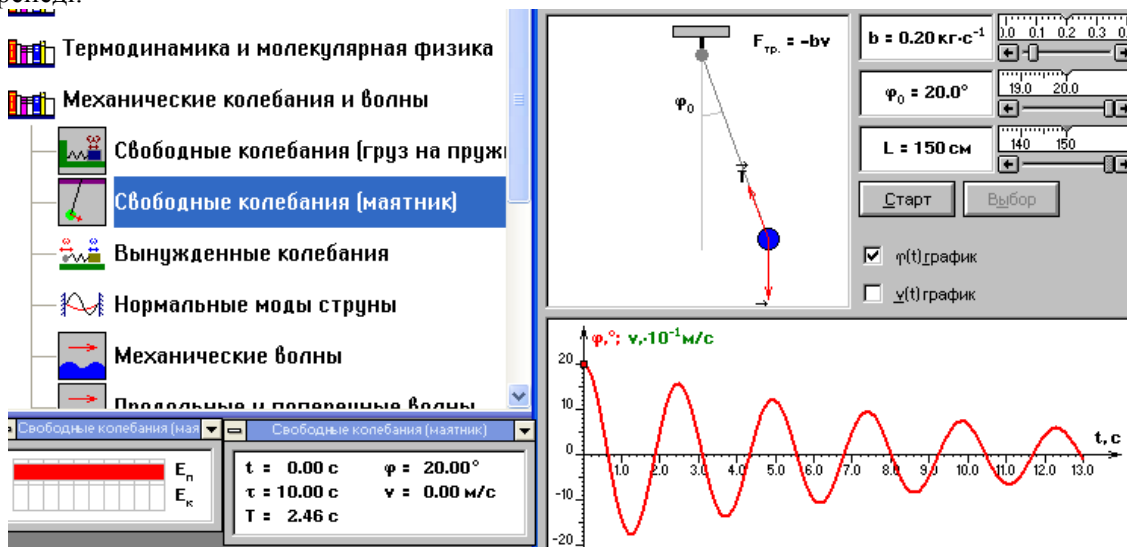 Термодинамика и молекулярная физика
Механические колебания и волны
Свободные колебания (груз на пружи
Свободные колебания (маятник)
Вынужденные колебания
Нормальные моды струны
Механические волны
Продольные и поперечные волны
Свободные колебания (мая
Eп
Eк
Свободные колебания (маятник)
t = 0.00 с φ = 20.00°
τ = 10.00 с v = 0.00 м/с
T = 2.46 с
Fтр. = -bv
φ0
T
b = 0.20 кг·с⁻¹
0.0 0.1 0.2 0.3
φ0 = 20.0°
19.0 20.0
L = 150 см
140 150
Старт Выбор
φ(t) график
v(t) график
φ,°; v,·10⁻¹ м/с
20
10
0
-10
-20
1.0 2.0 3.0 4.0 5.0 6.0 7.0 8.0 9.0 10.0 11.0 12.0 13.0
t, с